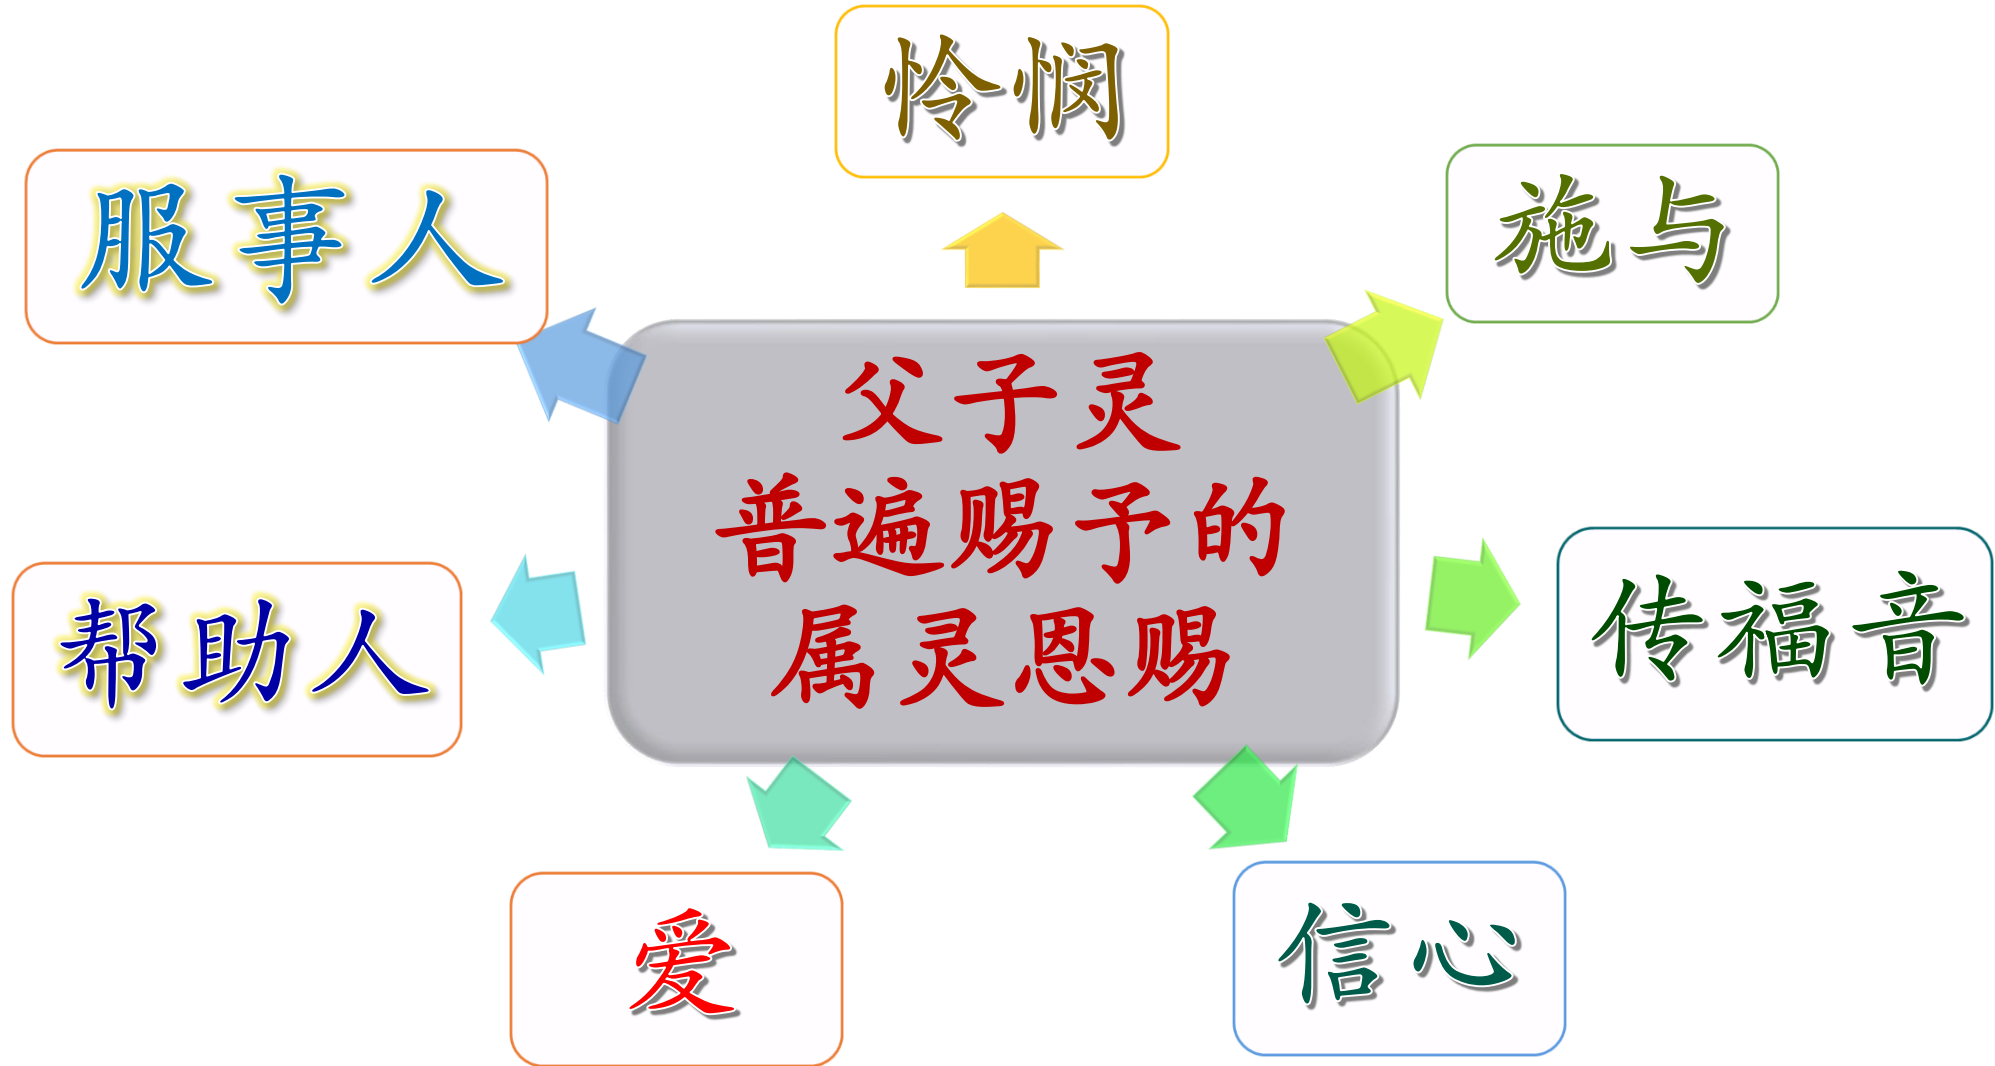 怜悯
服事人
施与
父子灵
普遍赐予的
属灵恩赐
帮助人
传福音
爱
信心